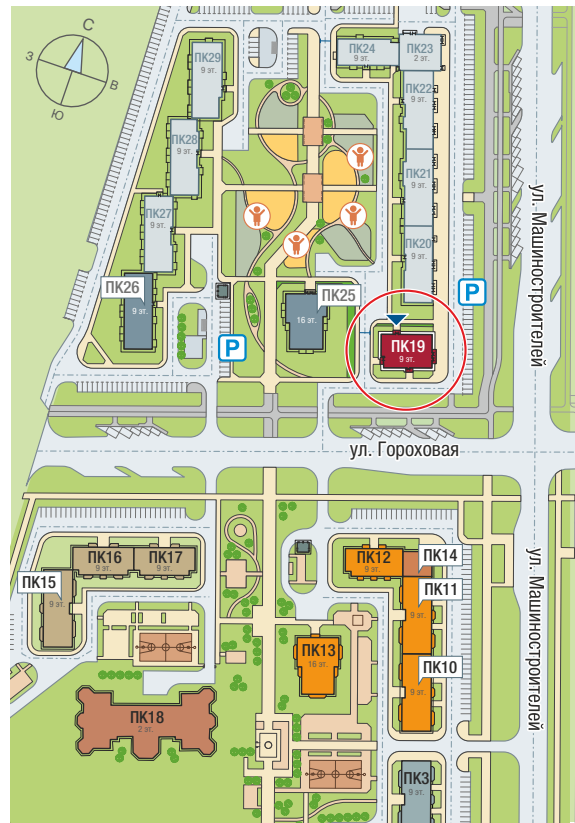 С
З
В
Ю
ПК29
9 эт.
ПК24
9 эт.
ПК23
2 эт.
ПК22
9 эт.
ПК28
9 эт.
ПК21
9 эт.
ПК27
9 эт.
ПК20
9 эт.
ул. Машиностроителей
ПК26
9 эт.
ПК25
16 эт.
P
P
ПК19
9 эт.
ул. Гороховая
ПК16
9 эт.
ПК17
9 эт.
ПК12
9 эт.
ПК14
ПК15
9 эт.
ПК11
9 эт.
ул. Машиностроителей
ПК13
16 эт.
ПК10
9 эт.
ПК18
2 эт.
ПК3
9 эт.